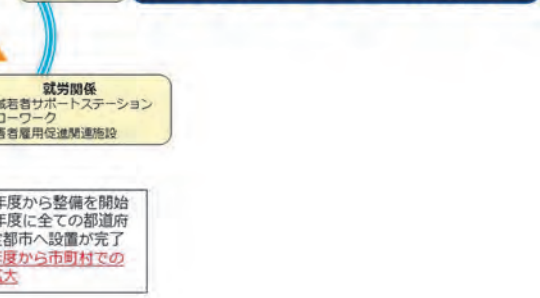 就労関係
若者サポートステーション
ローワーク
者雇用促進関連施設
年度から整備を開始
年度に全ての都道府
都市へ設置が完了
度から市町村での
大